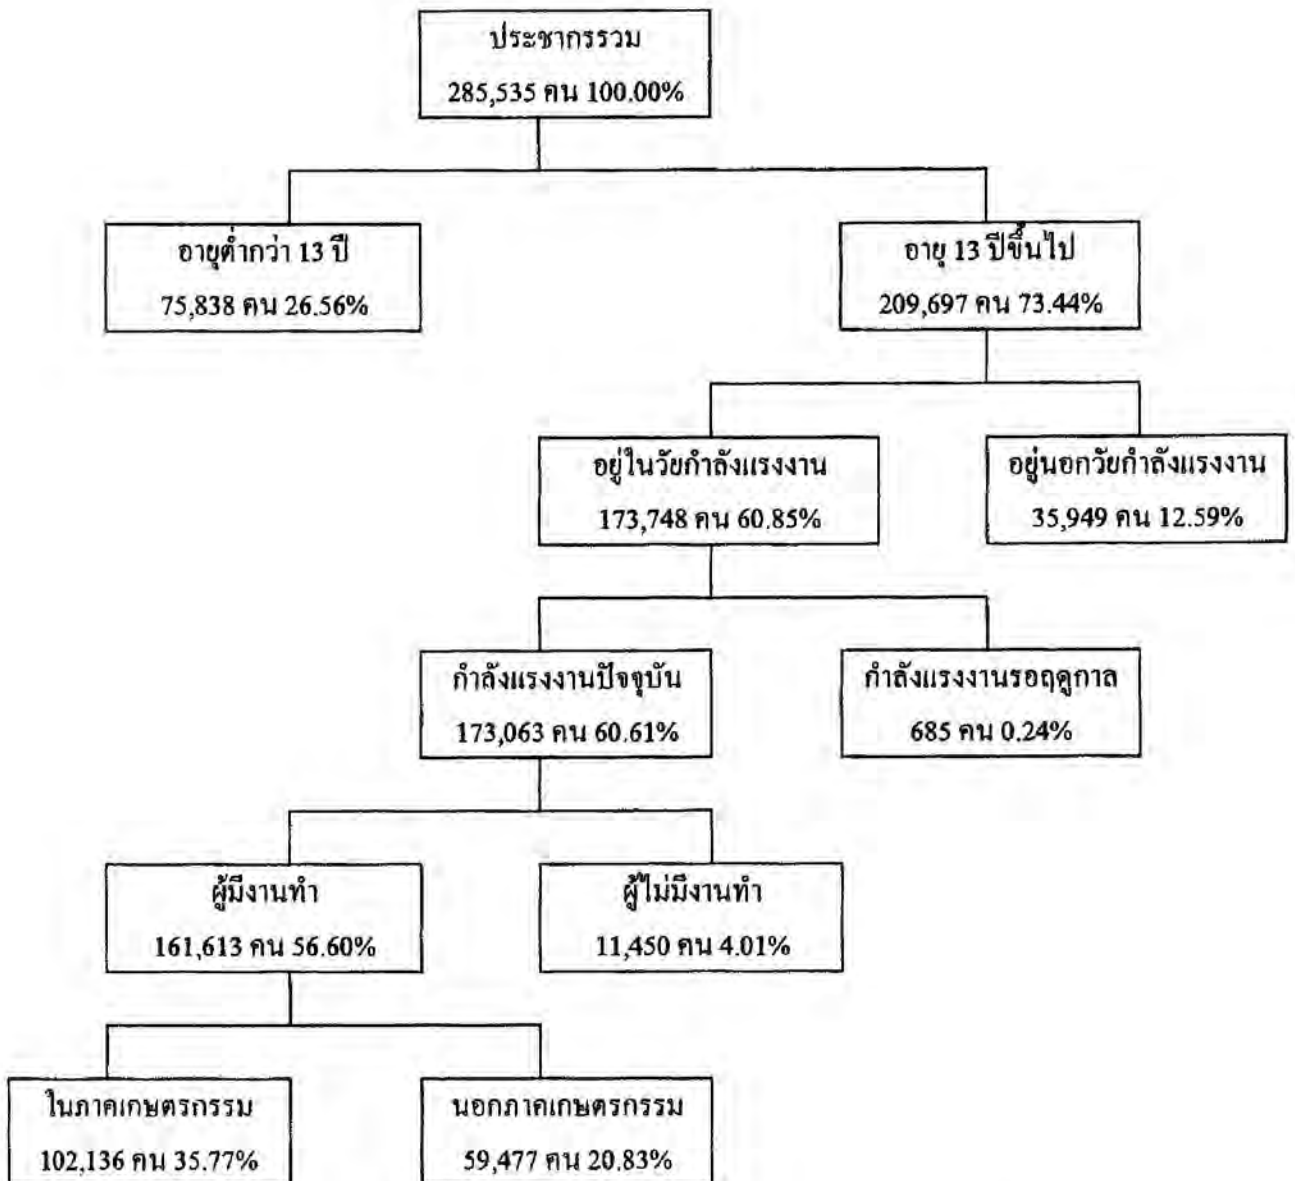 ประชากรรวม
285,535 คน 100.00%
อายุต่ำกว่า 13 ปี
75,838 คน 26.56%
อายุ 13 ปีขึ้นไป
209,697 คน 73.44%
อยู่ในวัยกำลังแรงงาน
173,748 คน 60.85%
อยู่นอกวัยกำลังแรงงาน
35,949 คน 12.59%
กำลังแรงงานปัจจุบัน
173,063 คน 60.61%
กำลังแรงงานรอฤดูกาล
685 คน 0.24%
ผู้มีงานทำ
161,613 คน 56.60%
ผู้ไม่มีงานทำ
11,450 คน 4.01%
ในภาคเกษตรกรรม
102,136 คน 35.77%
นอกภาคเกษตรกรรม
59,477 คน 20.83%